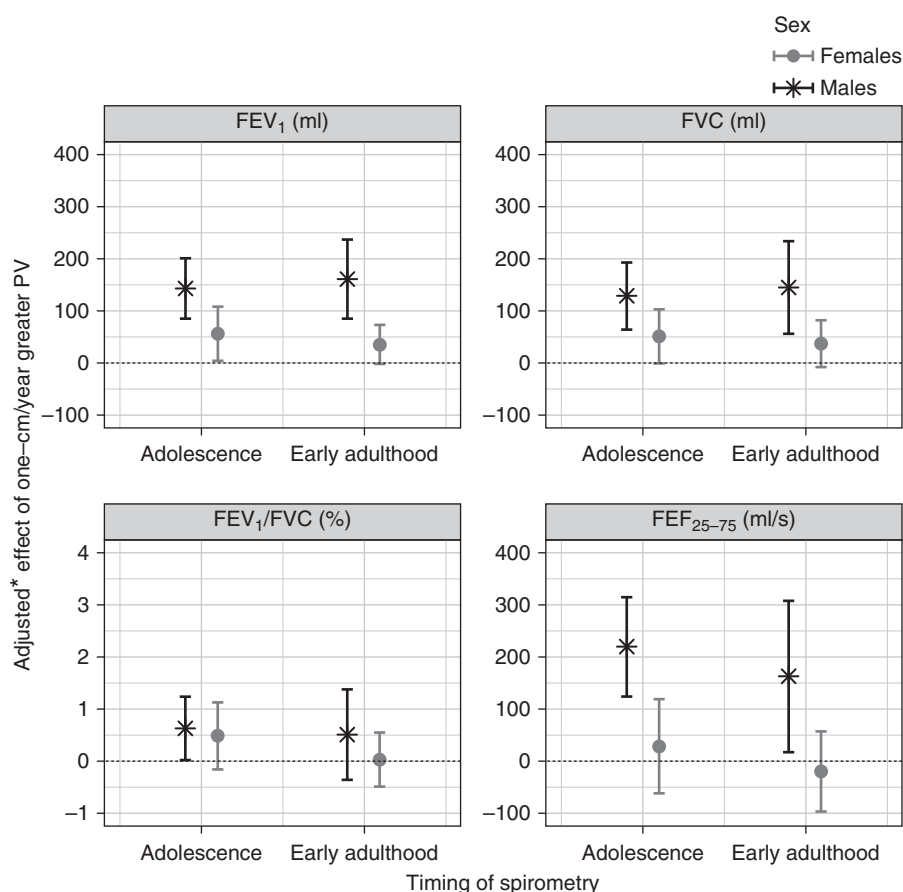 Sex
Females
Males
FEV1 (ml)
FVC (ml)
400
300
200
100
0
−100
400
300
200
100
0
−100
Adolescence Early adulthood
Adolescence Early adulthood
Adjusted* effect of one–cm/year greater PV
FEV1/FVC (%)
FEF25–75 (ml/s)
4
3
2
1
0
−1
400
300
200
100
0
−100
Adolescence Early adulthood
Adolescence Early adulthood
Timing of spirometry